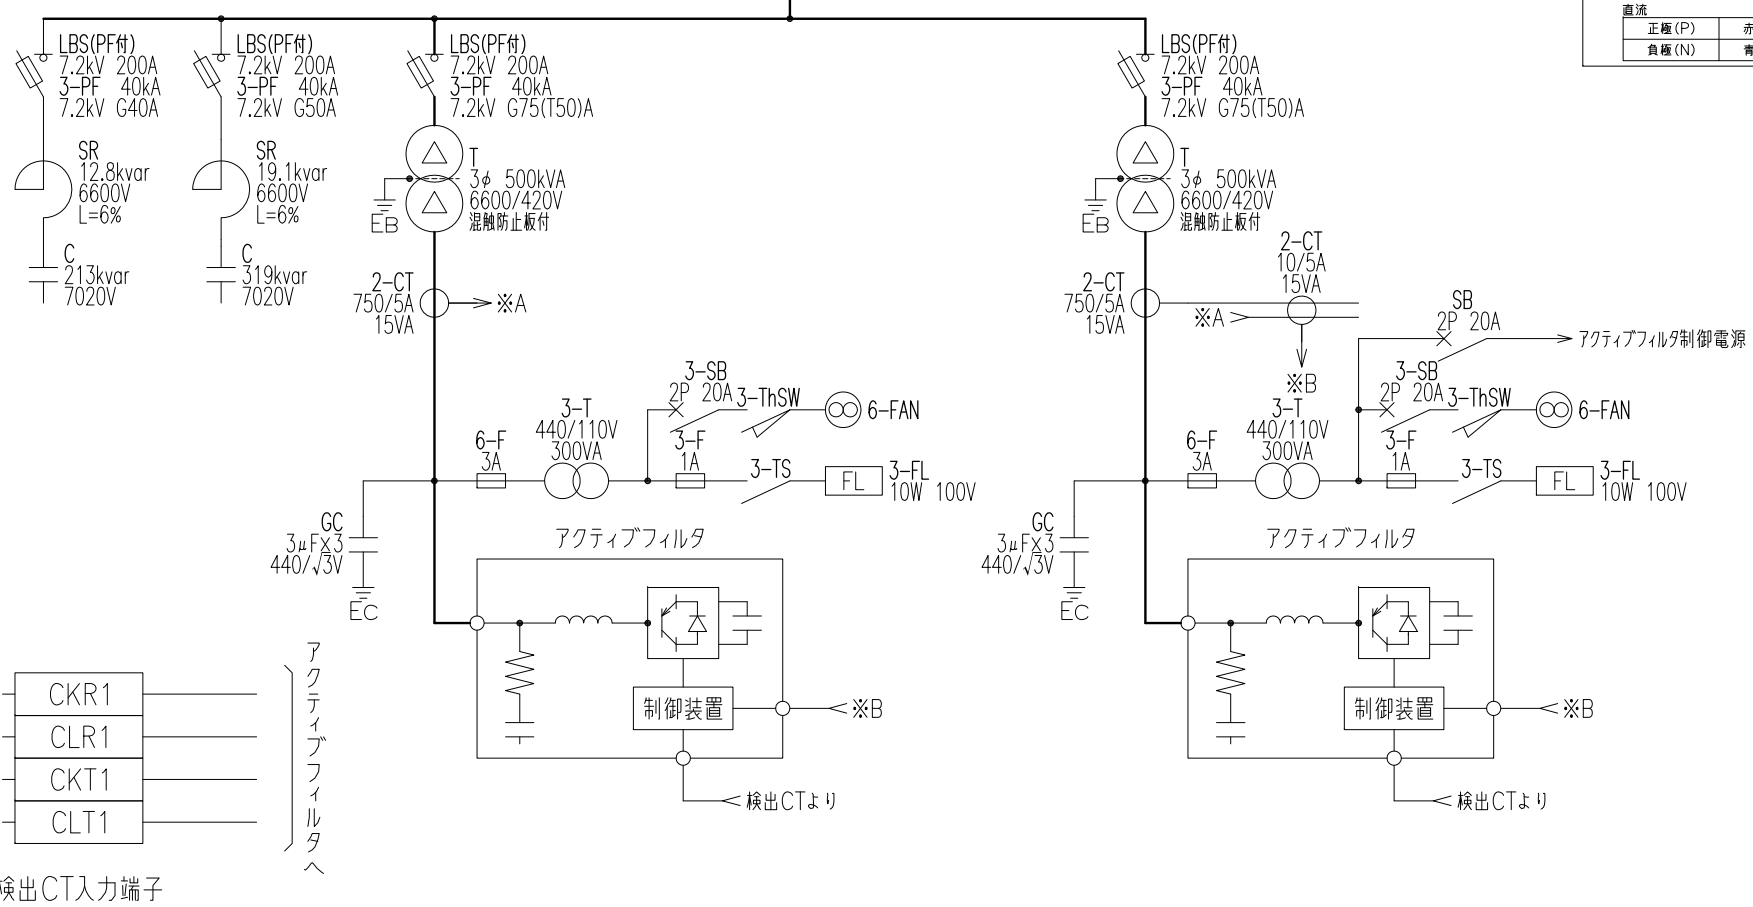 直流
正極(P) 赤
負極(N) 青
LBS(PF付)
7.2kV 200A
3-PF 40kA
7.2kV G40A
LBS(PF付)
7.2kV 200A
3-PF 40kA
7.2kV G50A
LBS(PF付)
7.2kV 200A
3-PF 40kA
7.2kV G75(T50)A
LBS(PF付)
7.2kV 200A
3-PF 40kA
7.2kV G75(T50)A
SR
12.8kvar
6600V
L=6%
SR
19.1kvar
6600V
L=6%
T
3φ 500kVA
6600/420V
混触防止板付
EB
T
3φ 500kVA
6600/420V
混触防止板付
EB
C
213kvar
7020V
C
319kvar
7020V
2-CT
750/5A
15VA
※A
2-CT
750/5A
15VA
2-CT
10/5A
15VA
※A
※B
SB
2P 20A
アクティブフィルタ制御電源
3-SB
2P 20A
3-ThSW
6-FAN
3-SB
2P 20A
3-ThSW
6-FAN
6-F
3A
3-T
440/110V
300VA
3-F
1A
3-TS
FL
3-FL
10W 100V
6-F
3A
3-T
440/110V
300VA
3-F
1A
3-TS
FL
3-FL
10W 100V
GC
3μF×3
440/√3V
EC
GC
3μF×3
440/√3V
EC
アクティブフィルタ
制御装置
※B
検出CTより
アクティブフィルタ
制御装置
※B
検出CTより
CKR1
CLR1
CKT1
CLT1
アクティブフィルタへ
検出CT入力端子